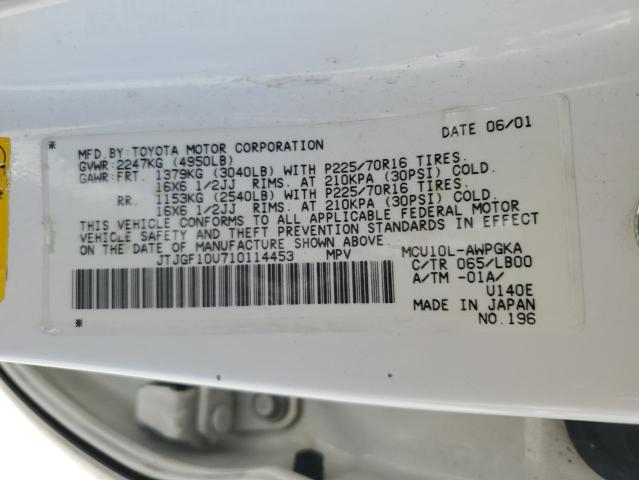 MFD.BY:TOYOTA MOTOR CORPORATION DATE 06/01
GVWR:2247KG (4950LB)
GAWR:FRT. 1379KG (3040LB) WITH P225/70R16 TIRES.
16X6 1/2JJ RIMS. AT 210KPA (30PSI) COLD.
RR. 1153KG (2540LB) WITH P225/70R16 TIRES.
16X6 1/2JJ RIMS. AT 210KPA (30PSI) COLD.
THIS VEHICLE CONFORMS TO ALL APPLICABLE FEDERAL MOTOR
VEHICLE SAFETY AND THEFT PREVENTION STANDARDS IN EFFECT
ON THE DATE OF MANUFACTURE SHOWN ABOVE.
JTJGF10U710114453 MPV MCU10L-AWPGKA
C/TR 065/LB00
A/TM -01A/
U140E
MADE IN JAPAN
NO.196